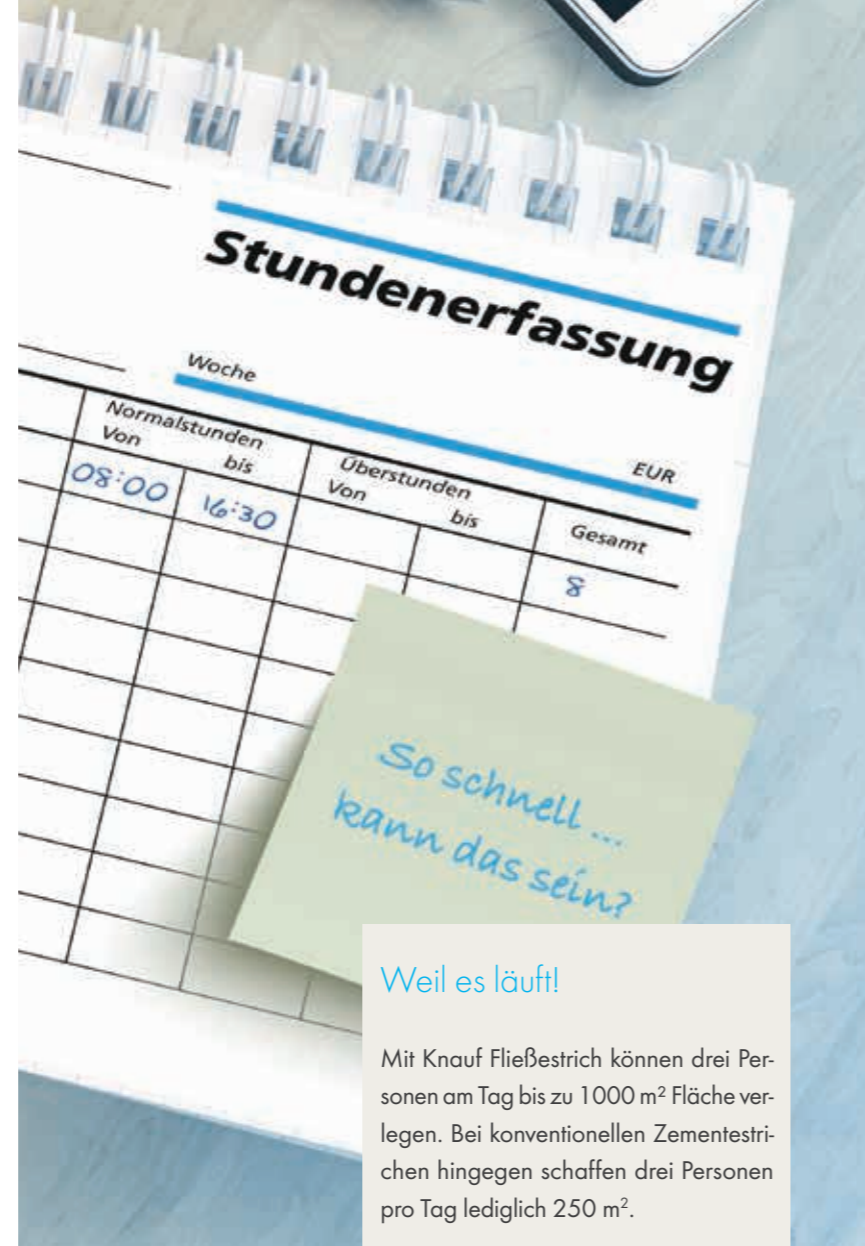 Stundenerfassung
Woche
EUR
Normalstunden
Überstunden
Gesamt
Von bis Von bis
08:00 16:30 8
So schnell ...
kann das sein?
Weil es läuft!
Mit Knauf Fließestrich können drei Per-
sonen am Tag bis zu 1000 m² Fläche ver-
legen. Bei konventionellen Zementestri-
chen hingegen schaffen drei Personen
pro Tag lediglich 250 m².